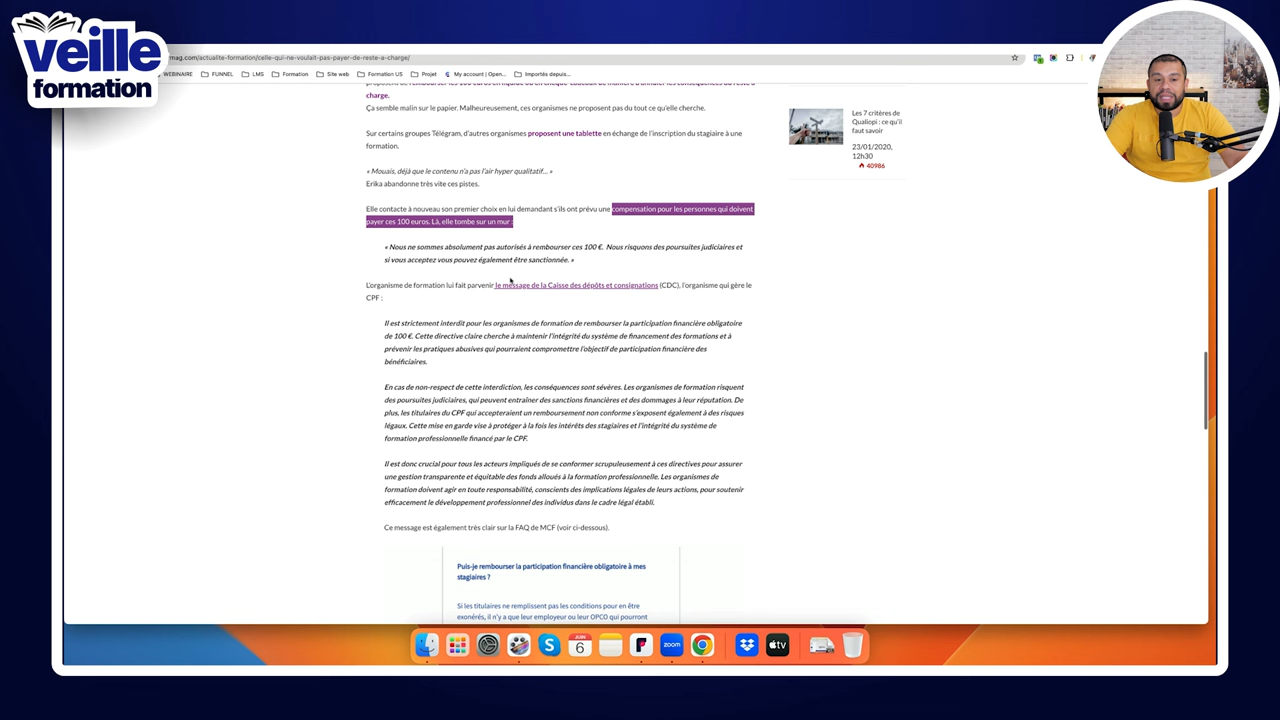 veille
formation
mag.com/actualite-formation/celle-qui-ne-voulait-pas-payer-de-reste-a-charge/
WEBINAIRE
FUNNEL
LMS
Formation
Site web
Formation US
Projet
My account | Open...
Importés depuis...
charge.
Ça semble malin sur le papier. Malheureusement, ces organismes ne proposent pas du tout ce qu'elle cherche.
Sur certains groupes Télégram, d'autres organismes proposent une tablette en échange de l'inscription du stagiaire à une
formation.
« Mouais, déjà que le contenu n'a pas l'air hyper qualitatif... »
Erika abandonne très vite ces pistes.
Elle contacte à nouveau son premier choix en lui demandant s'ils ont prévu une compensation pour les personnes qui doivent
payer ces 100 euros. Là, elle tombe sur un mur :
« Nous ne sommes absolument pas autorisés à rembourser ces 100 €. Nous risquons des poursuites judiciaires et
si vous acceptez vous pouvez également être sanctionnée. »
L'organisme de formation lui fait parvenir le message de la Caisse des dépôts et consignations (CDC), l'organisme qui gère le
CPF :
Il est strictement interdit pour les organismes de formation de rembourser la participation financière obligatoire
de 100 €. Cette directive claire cherche à maintenir l'intégrité du système de financement des formations et à
prévenir les pratiques abusives qui pourraient compromettre l'objectif de participation financière des
bénéficiaires.
En cas de non-respect de cette interdiction, les conséquences sont sévères. Les organismes de formation risquent
des poursuites judiciaires, qui peuvent entraîner des sanctions financières et des dommages à leur réputation. De
plus, les titulaires du CPF qui accepteraient un remboursement non conforme s'exposent également à des risques
légaux. Cette mise en garde vise à protéger à la fois les intérêts des stagiaires et l'intégrité du système de
formation professionnelle financé par le CPF.
Il est donc crucial pour tous les acteurs impliqués de se conformer scrupuleusement à ces directives pour assurer
une gestion transparente et équitable des fonds alloués à la formation professionnelle. Les organismes de
formation doivent agir en toute responsabilité, conscients des implications légales de leurs actions, pour soutenir
efficacement le développement professionnel des individus dans le cadre légal établi.
Ce message est également très clair sur la FAQ de MCF (voir ci-dessous).
Puis-je rembourser la participation financière obligatoire à mes
stagiaires ?
Si les titulaires ne remplissent pas les conditions pour en être
exonérés, il n'y a que leur employeur ou leur OPCO qui pourront
Les 7 critères de
Qualiopi : ce qu'il
faut savoir
23/01/2020,
12h30
40986
JUIN
6
zoom
tv